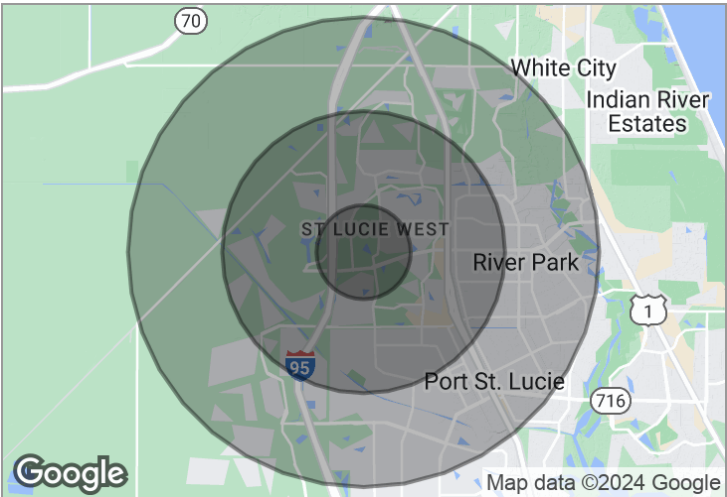 70
White City
Indian River
Estates
ST LUCIE WEST
River Park
1
95
Port St. Lucie
716
Google
Map data ©2024 Google